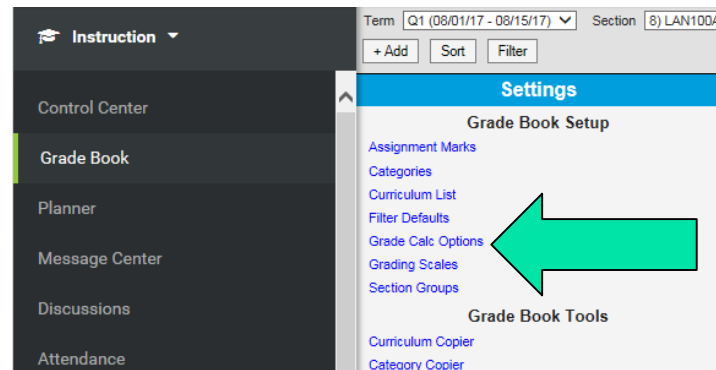 Instruction
Control Center
Grade Book
Planner
Message Center
Discussions
Attendance
Term Q1 (08/01/17 - 08/15/17) Section 8) LAN100A
+ Add Sort Filter
Settings
Grade Book Setup
Assignment Marks
Categories
Curriculum List
Filter Defaults
Grade Calc Options
Grading Scales
Section Groups
Grade Book Tools
Curriculum Copier
Category Copier